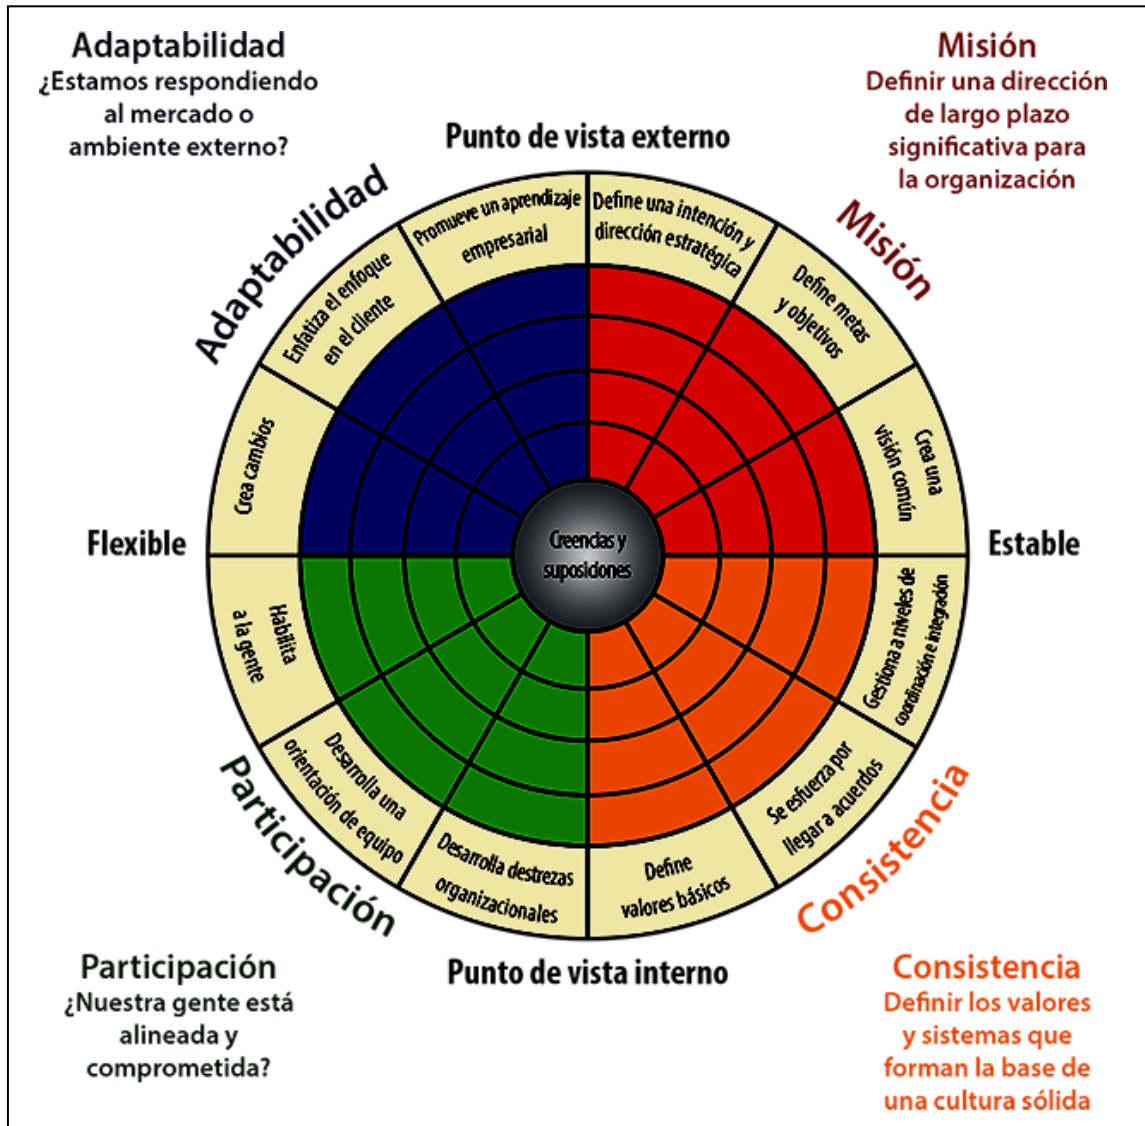 Adaptabilidad
¿Estamos respondiendo
al mercado o
ambiente externo?
Misión
Definir una dirección
de largo plazo
significativa para
la organización
Punto de vista externo
Adaptabilidad
Misión
Promueve un aprendizaje
empresarial
Define una intención y
dirección estratégica
Enfatiza el enfoque
en el cliente
Define metas
y objetivos
Crea cambios
Crea una
visión común
Flexible
Creencias y
suposiciones
Estable
Habilita
a la gente
Gestiona a niveles de
coordinación e integración
Desarrolla una
orientación de equipo
Se esfuerza por
llegar a acuerdos
Desarrolla destrezas
organizacionales
Define
valores básicos
Participación
Consistencia
Punto de vista interno
Participación
¿Nuestra gente está
alineada y
comprometida?
Consistencia
Definir los valores
y sistemas que
forman la base de
una cultura sólida